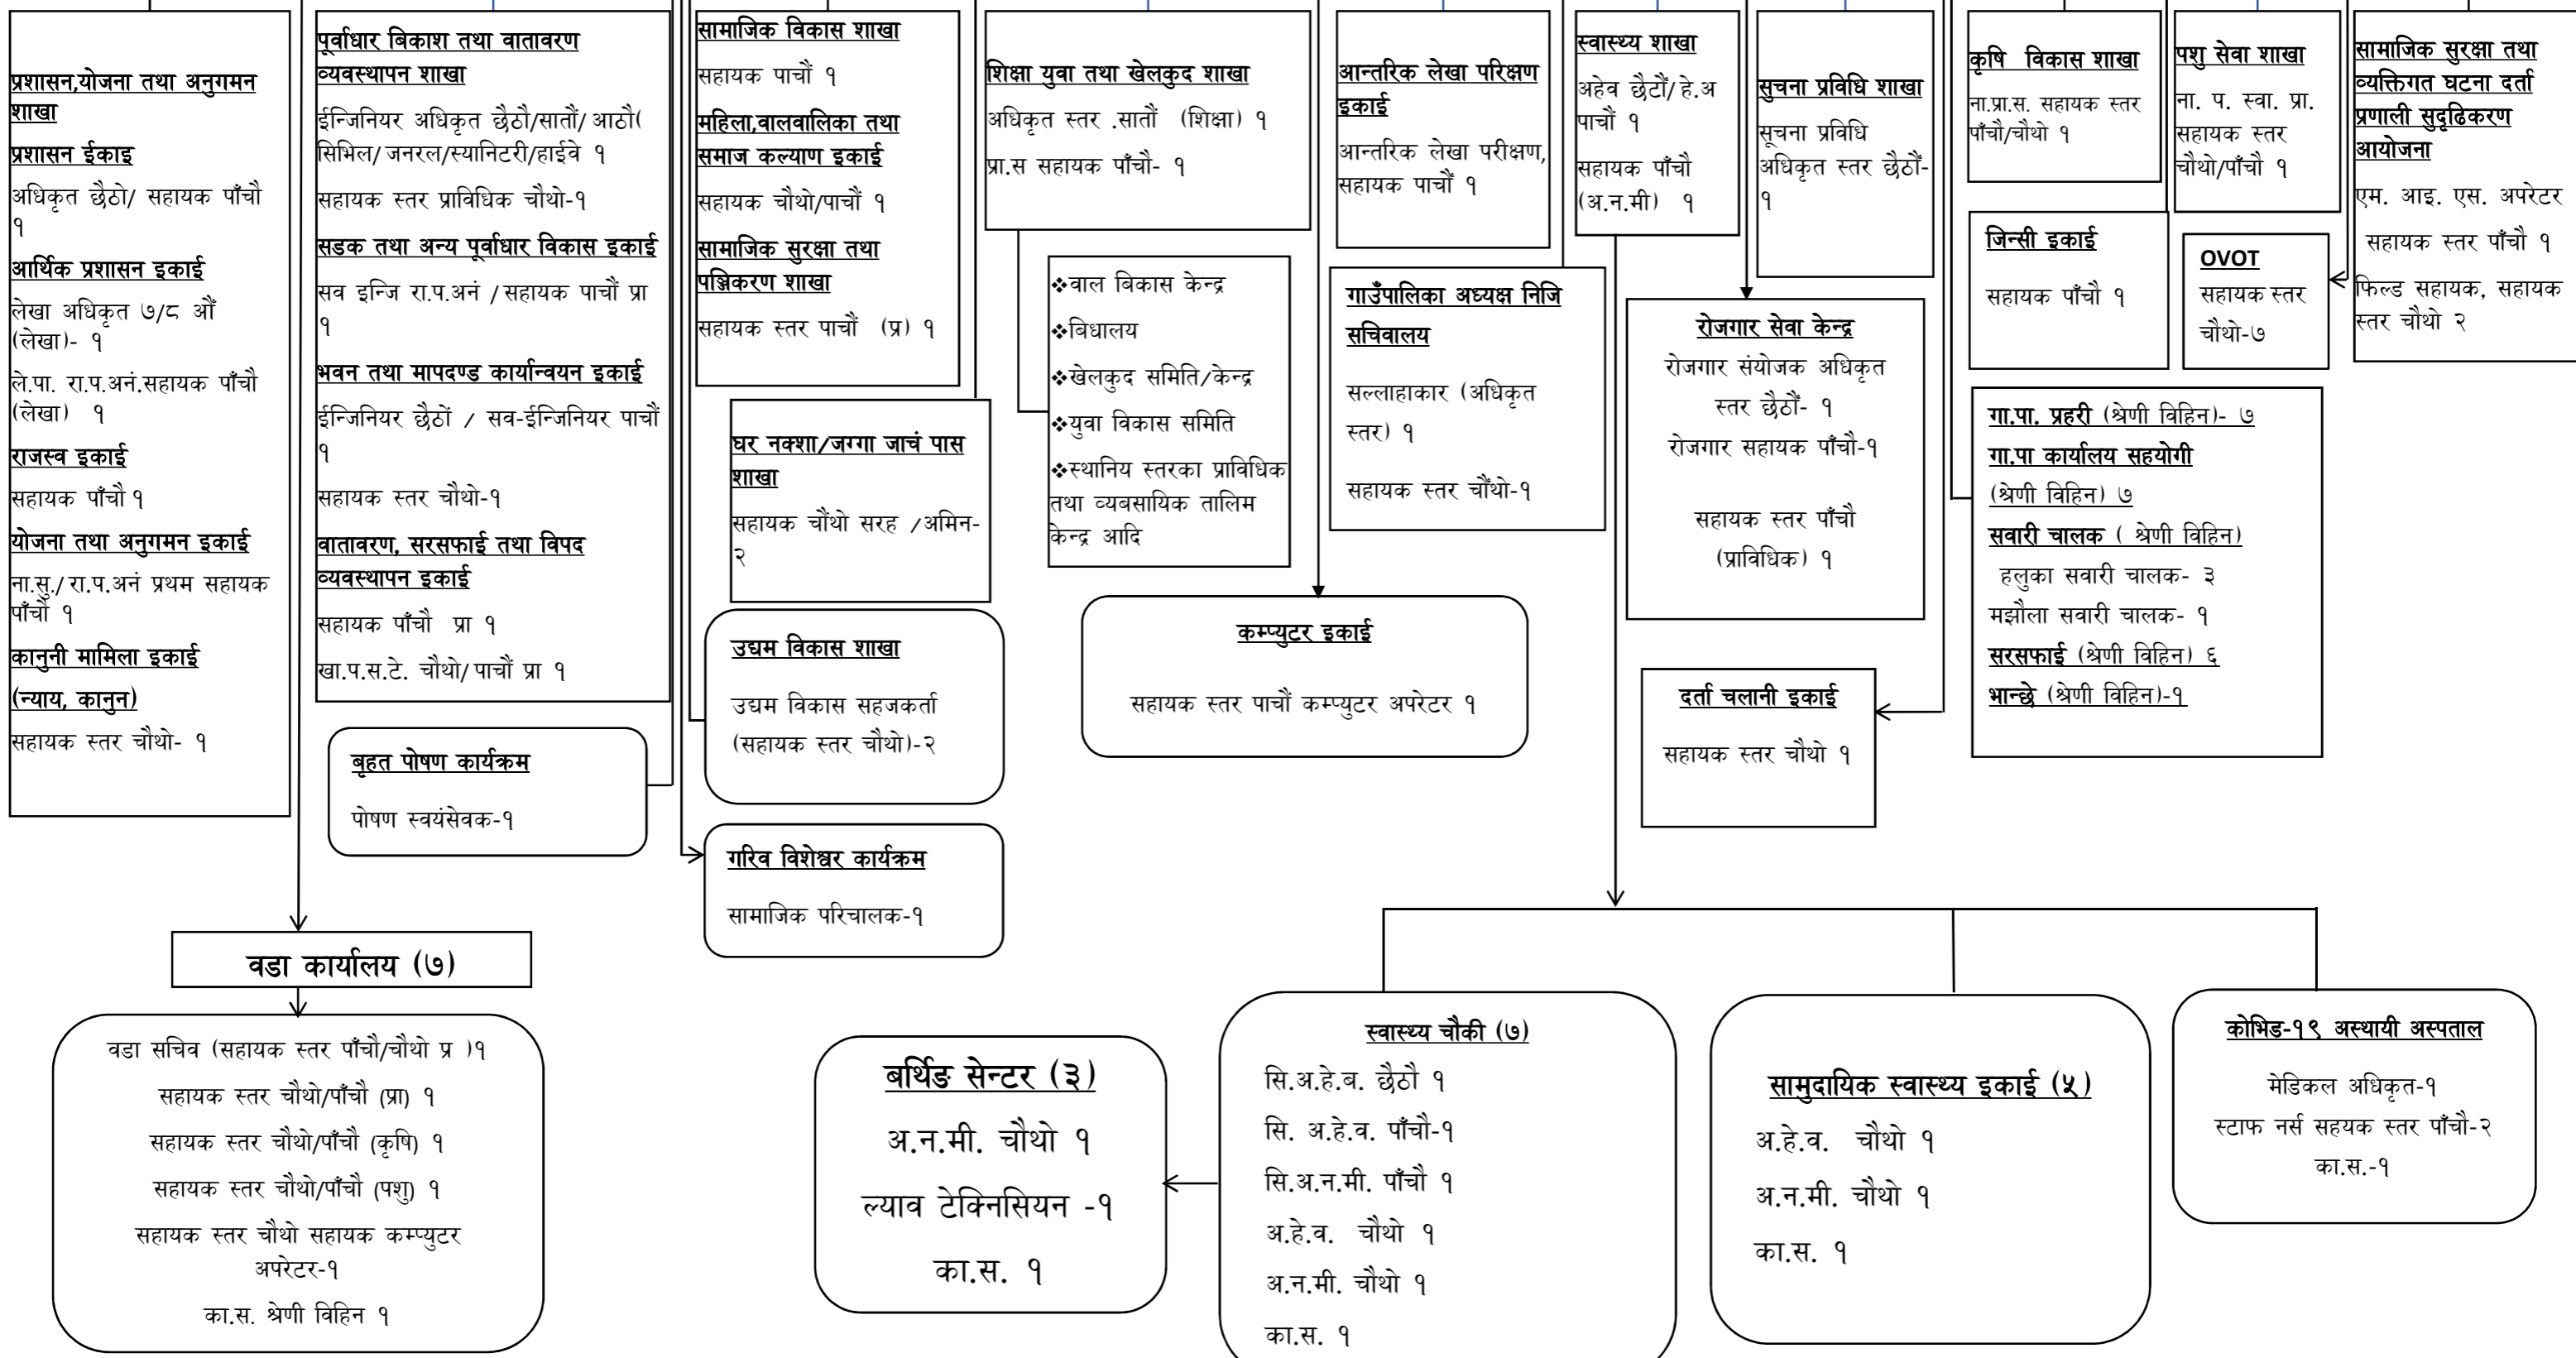 प्रशासन,योजना तथा अनुगमन
शाखा
प्रशासन ईकाइ
अधिकृत छैठो/ सहायक पाँचौ
१
आर्थिक प्रशासन इकाई
लेखा अधिकृत ७/८ औं
(लेखा)- १
ले.पा. रा.प.अनं.सहायक पाँचौ
(लेखा) १
राजस्व इकाई
सहायक पाँचौ १
योजना तथा अनुगमन इकाई
ना.सु./रा.प.अनं प्रथम सहायक
पाँचौ १
कानुनी मामिला इकाई
(न्याय, कानुन)
सहायक स्तर चौथो- १
पूर्वाधार बिकाश तथा वातावरण
व्यवस्थापन शाखा
ईन्जिनियर अधिकृत छैठौ/सातौं/आठौ(
सिभिल/जनरल/स्यानिटरी/हाईवे १
सहायक स्तर प्राविधिक चौथो-१
सडक तथा अन्य पूर्वाधार विकास इकाई
सव इन्जि रा.प.अनं /सहायक पाचौं प्रा
१
भवन तथा मापदण्ड कार्यान्वयन इकाई
ईन्जिनियर छैठों / सव-ईन्जिनियर पाचौं
१
सहायक स्तर चौथो-१
वातावरण, सरसफाई तथा विपद
व्यवस्थापन इकाई
सहायक पाँचौ प्रा १
खा.प.स.टे. चौथो/पाचौं प्रा १
बृहत पोषण कार्यक्रम
पोषण स्वयंसेवक-१
सामाजिक विकास शाखा
सहायक पाचौं १
महिला,वालवालिका तथा
समाज कल्याण इकाई
सहायक चौथो/पाचौं १
सामाजिक सुरक्षा तथा
पञ्जिकरण शाखा
सहायक स्तर पाचौं (प्र) १
घर नक्शा/जग्गा जाचं पास
शाखा
सहायक चौंथो सरह /अमिन-
२
उद्यम विकास शाखा
उद्यम विकास सहजकर्ता
(सहायक स्तर चौथो)-२
गरिव विशेश्वर कार्यक्रम
सामाजिक परिचालक-१
शिक्षा युवा तथा खेलकुद शाखा
अधिकृत स्तर .सातौं (शिक्षा) १
प्रा.स सहायक पाँचौ- १
❖वाल बिकास केन्द्र
❖बिधालय
❖खेलकुद समिति/केन्द्र
❖युवा विकास समिति
❖स्थानिय स्तरका प्राविधिक
तथा व्यबसायिक तालिम
केन्द्र आदि
कम्प्युटर इकाई
सहायक स्तर पाचौं कम्प्युटर अपरेटर १
आन्तरिक लेखा परिक्षण
इकाई
आन्तरिक लेखा परीक्षण,
सहायक पाचौं १
गाउँपालिका अध्यक्ष निजि
सचिवालय
सल्लाहाकार (अधिकृत
स्तर) १
सहायक स्तर चौंथो-१
स्वास्थ्य शाखा
अहेव छैटौं/हे.अ
पाचौं १
सहायक पाँचौ
(अ.न.मी) १
सुचना प्रविधि शाखा
सूचना प्रविधि
अधिकृत स्तर छैठौं-
१
रोजगार सेवा केन्द्र
रोजगार संयोजक अधिकृत
स्तर छैठौं- १
रोजगार सहायक पाँचौ-१
सहायक स्तर पाँचौ
(प्राविधिक) १
दर्ता चलानी इकाई
सहायक स्तर चौथो १
कृषि विकास शाखा
ना.प्रा.स. सहायक स्तर
पाँचौ/चौथो १
जिन्सी इकाई
सहायक पाँचौ १
पशु सेवा शाखा
ना. प. स्वा. प्रा.
सहायक स्तर
चौथो/पाँचौ १
OVOT
सहायक स्तर
चौथो-७
सामाजिक सुरक्षा तथा
व्यक्तिगत घटना दर्ता
प्रणाली सुदृढिकरण
आयोजना
एम. आइ. एस. अपरेटर
सहायक स्तर पाँचौ १
फिल्ड सहायक, सहायक
स्तर चौथो २
गा.पा. प्रहरी (श्रेणी विहिन)- ७
गा.पा कार्यालय सहयोगी
(श्रेणी विहिन) ७
सवारी चालक ( श्रेणी विहिन)
हलुका सवारी चालक- ३
मझौला सवारी चालक- १
सरसफाई (श्रेणी विहिन) ६
भान्छे (श्रेणी विहिन)-१
वडा कार्यालय (७)
वडा सचिव (सहायक स्तर पाँचौ/चौथो प्र )१
सहायक स्तर चौथो/पाँचौ (प्रा) १
सहायक स्तर चौथो/पाँचौ (कृषि) १
सहायक स्तर चौथो/पाँचौ (पशु) १
सहायक स्तर चौथो सहायक कम्प्युटर
अपरेटर-१
का.स. श्रेणी विहिन १
बर्थिङ सेन्टर (३)
अ.न.मी. चौथो १
ल्याव टेक्निसियन -१
का.स. १
स्वास्थ्य चौकी (७)
सि.अ.हे.ब. छैठौ १
सि. अ.हे.व. पाँचौ-१
सि.अ.न.मी. पाँचौ १
अ.हे.व. चौथो १
अ.न.मी. चौथो १
का.स. १
सामुदायिक स्वास्थ्य इकाई (५)
अ.हे.व. चौथो १
अ.न.मी. चौथो १
का.स. १
कोभिड-१९ अस्थायी अस्पताल
मेडिकल अधिकृत-१
स्टाफ नर्स सहयक स्तर पाँचौ-२
का.स.-१